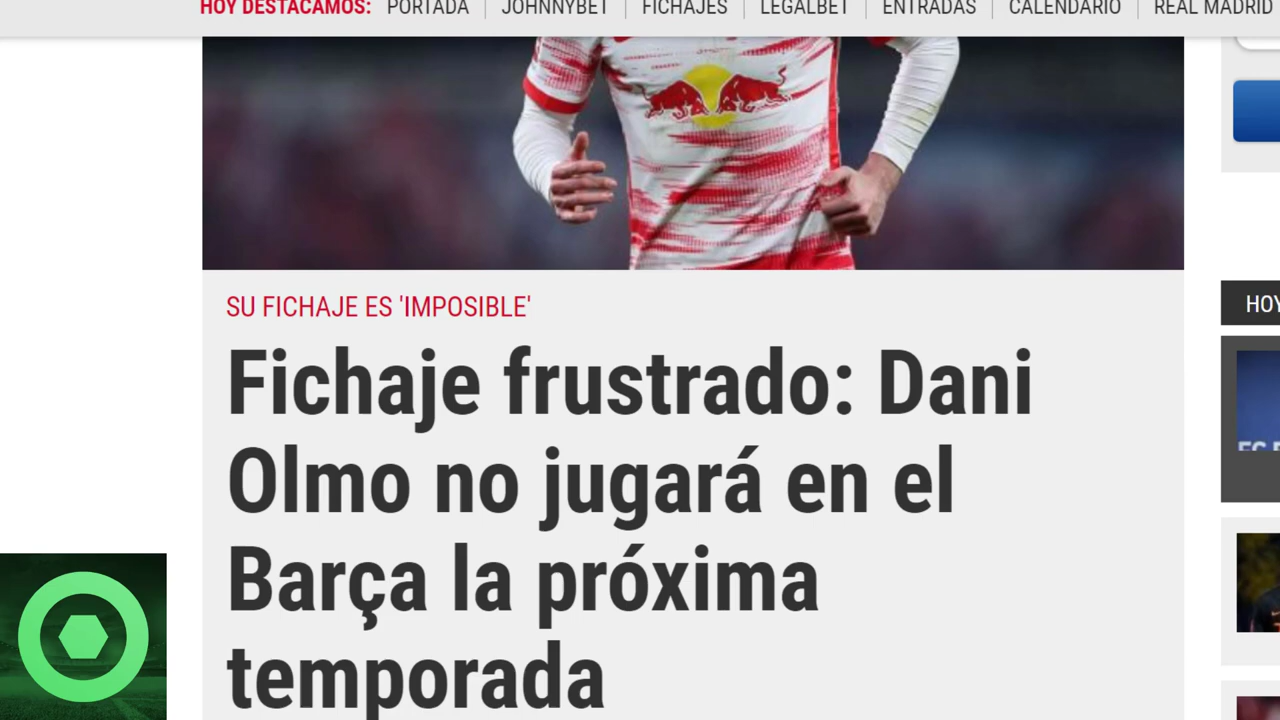 HOY DESTACAMOS: PORTADA JOHNNYBET FICHAJES LEGALBET ENTRADAS CALENDARIO REAL MADRID
SU FICHAJE ES 'IMPOSIBLE'
Fichaje frustrado: Dani
Olmo no jugará en el
Barça la próxima
temporada
HOY